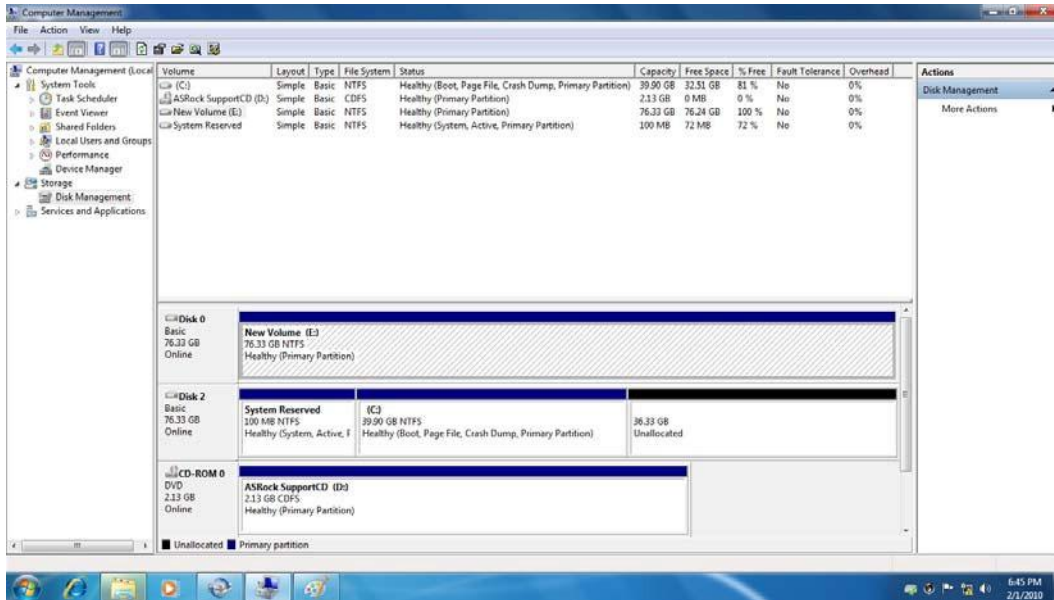 Computer Management
File Action View Help
Computer Management (Local
System Tools
Task Scheduler
Event Viewer
Shared Folders
Local Users and Groups
Performance
Device Manager
Storage
Disk Management
Services and Applications
Volume Layout Type File System Status Capacity Free Space % Free Fault Tolerance Overhead
(C:) Simple Basic NTFS Healthy (Boot, Page File, Crash Dump, Primary Partition) 39.90 GB 32.51 GB 81 % No 0%
ASRock SupportCD (D:) Simple Basic CDFS Healthy (Primary Partition) 2.13 GB 0 MB 0 % No 0%
New Volume (E:) Simple Basic NTFS Healthy (Primary Partition) 76.33 GB 76.24 GB 100 % No 0%
System Reserved Simple Basic NTFS Healthy (System, Active, Primary Partition) 100 MB 72 MB 72 % No 0%
Actions
Disk Management
More Actions
Disk 0
Basic
76.33 GB
Online
New Volume (E:)
76.33 GB NTFS
Healthy (Primary Partition)
Disk 2
Basic
76.33 GB
Online
System Reserved
100 MB NTFS
Healthy (System, Active, P
(C:)
39.90 GB NTFS
Healthy (Boot, Page File, Crash Dump, Primary Partition)
36.33 GB
Unallocated
CD-ROM 0
DVD
2.13 GB
Online
ASRock SupportCD (D:)
2.13 GB CDFS
Healthy (Primary Partition)
Unallocated Primary partition
6:45 PM
2/1/2010